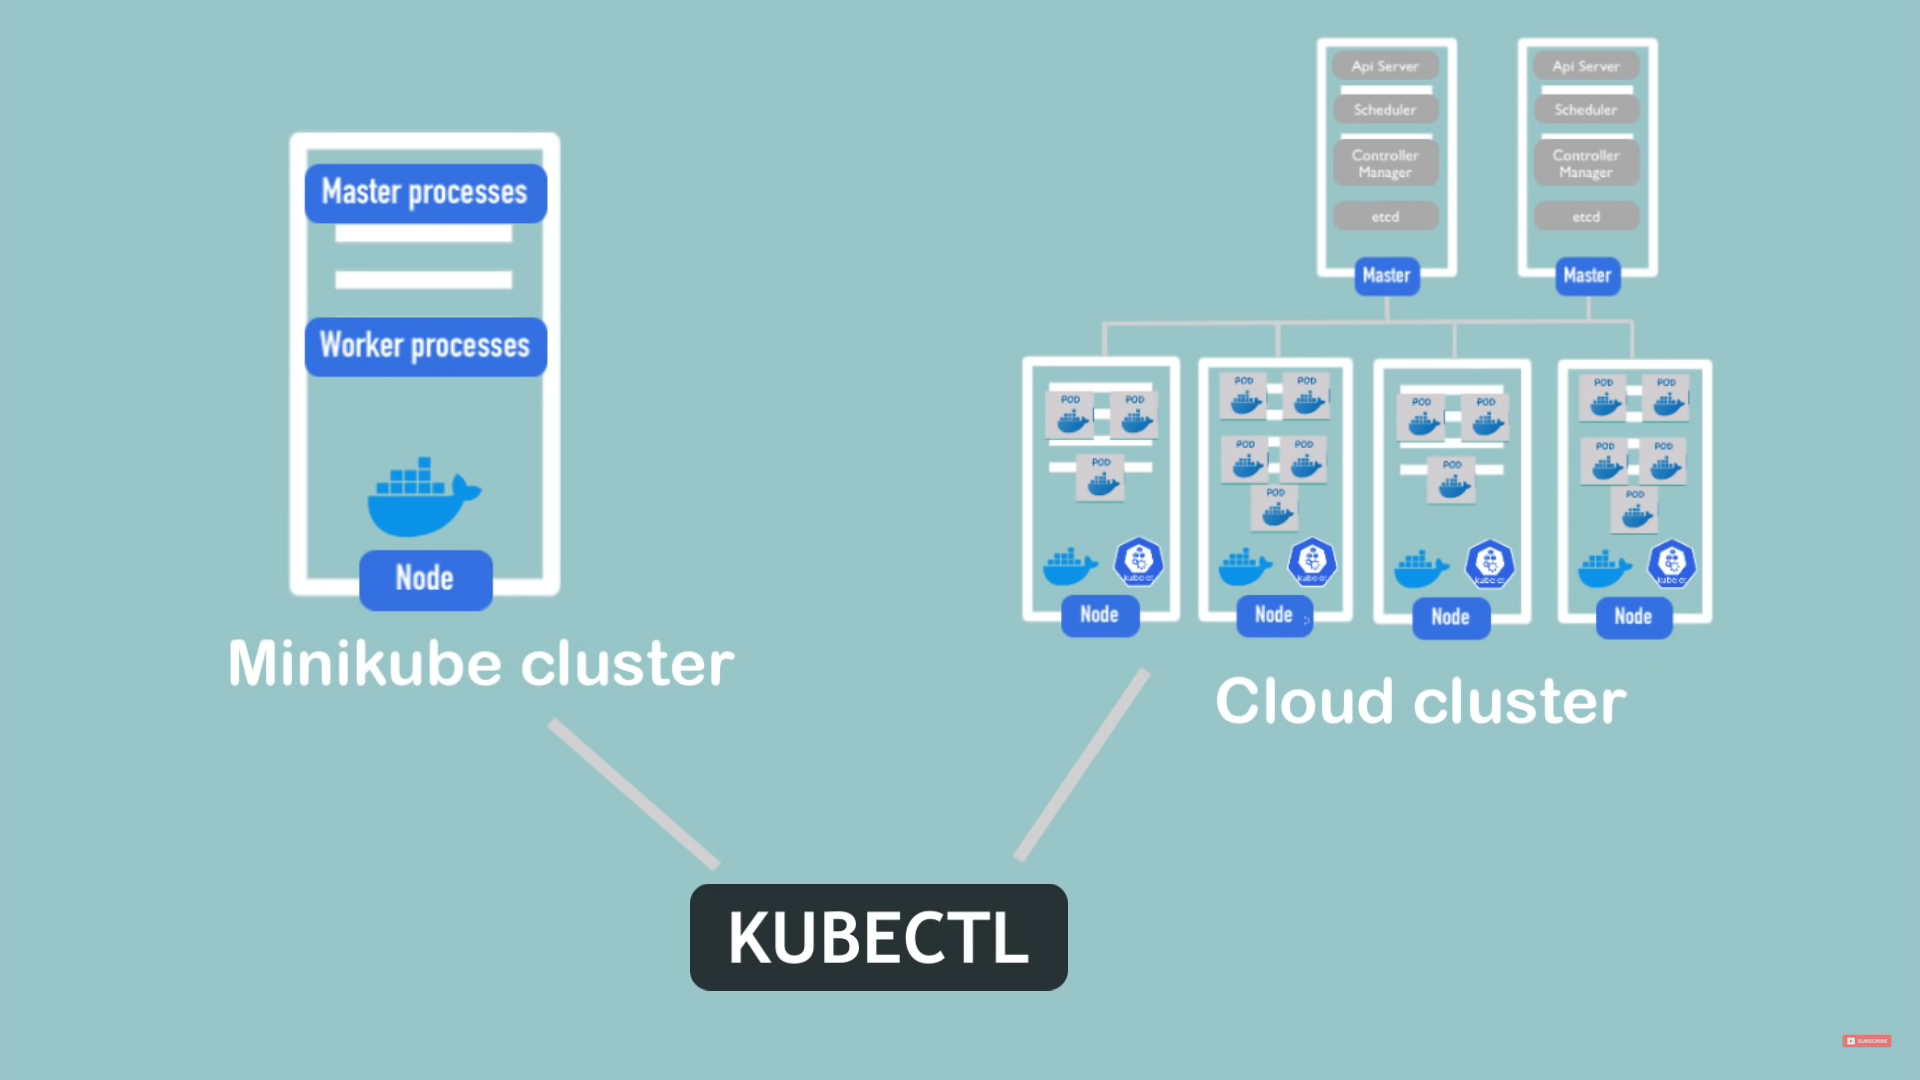 Master processes
Worker processes
Node
Minikube cluster
Api Server
Scheduler
Controller
Manager
etcd
Master
Api Server
Scheduler
Controller
Manager
etcd
Master
POD
POD
POD
Node
POD
POD
POD
POD
POD
Node
POD
POD
POD
Node
POD
POD
POD
POD
POD
Node
Cloud cluster
KUBECTL
SUBSCRIBE